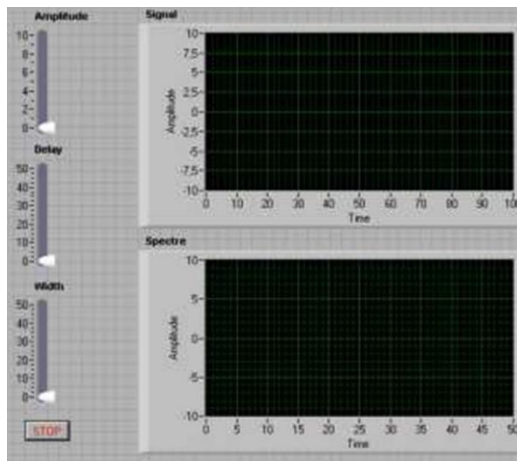 Amplitude
10-
8-
6-
4-
2-
0-
Delay
50-
40-
30-
20-
10-
0-
Width
50-
40-
30-
20-
10-
0-
STOP
Signal
Amplitude
10-
7.5-
5-
2.5-
0-
-2.5-
-5-
-7.5-
-10-
0 10 20 30 40 50 60 70 80 90 100
Time
Spectre
Amplitude
10-
5-
0-
-5-
-10-
0 5 10 15 20 25 30 35 40 45 50
Time